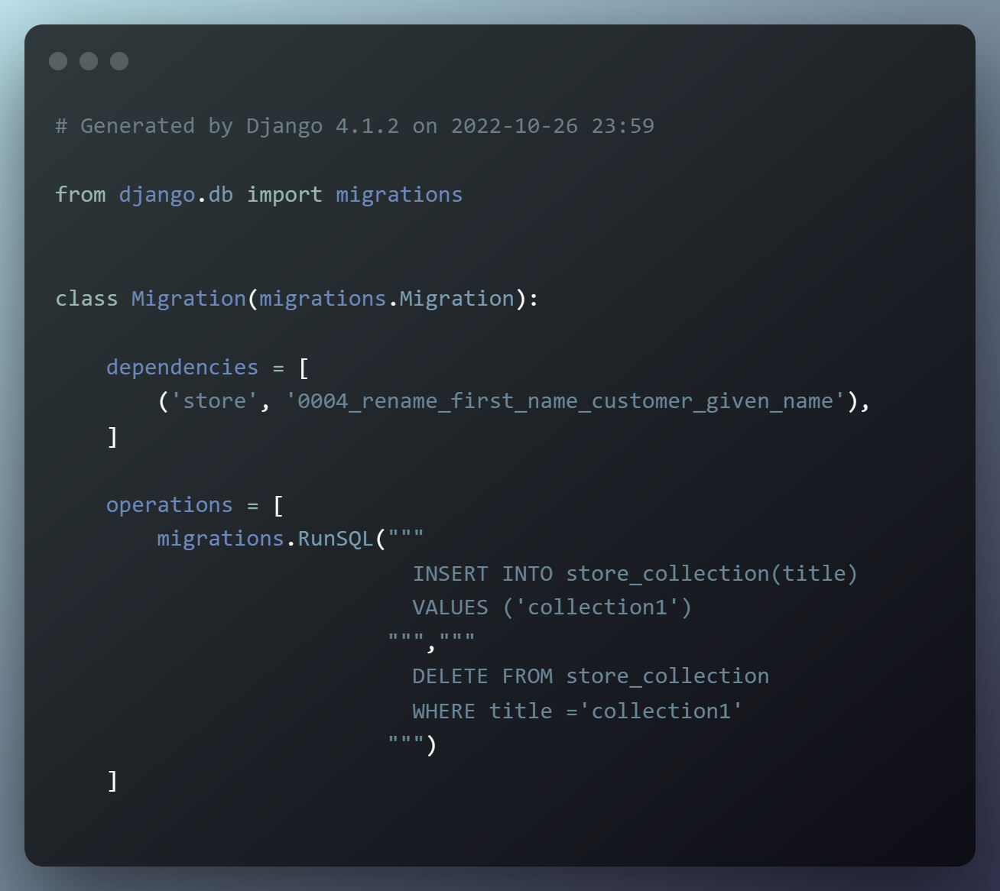 # Generated by Django 4.1.2 on 2022-10-26 23:59
from django.db import migrations
class Migration(migrations.Migration):
dependencies = [
('store', '0004_rename_first_name_customer_given_name'),
]
operations = [
migrations.RunSQL("""
INSERT INTO store_collection(title)
VALUES ('collection1')
""","""
DELETE FROM store_collection
WHERE title ='collection1'
""")
]